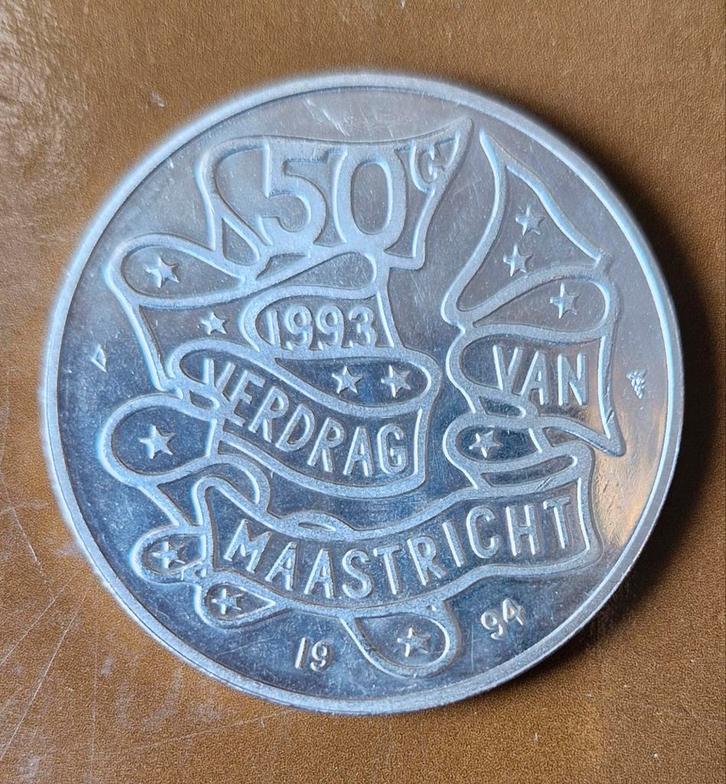 50G
1993
VERDRAG
VAN
MAASTRICHT
19 94